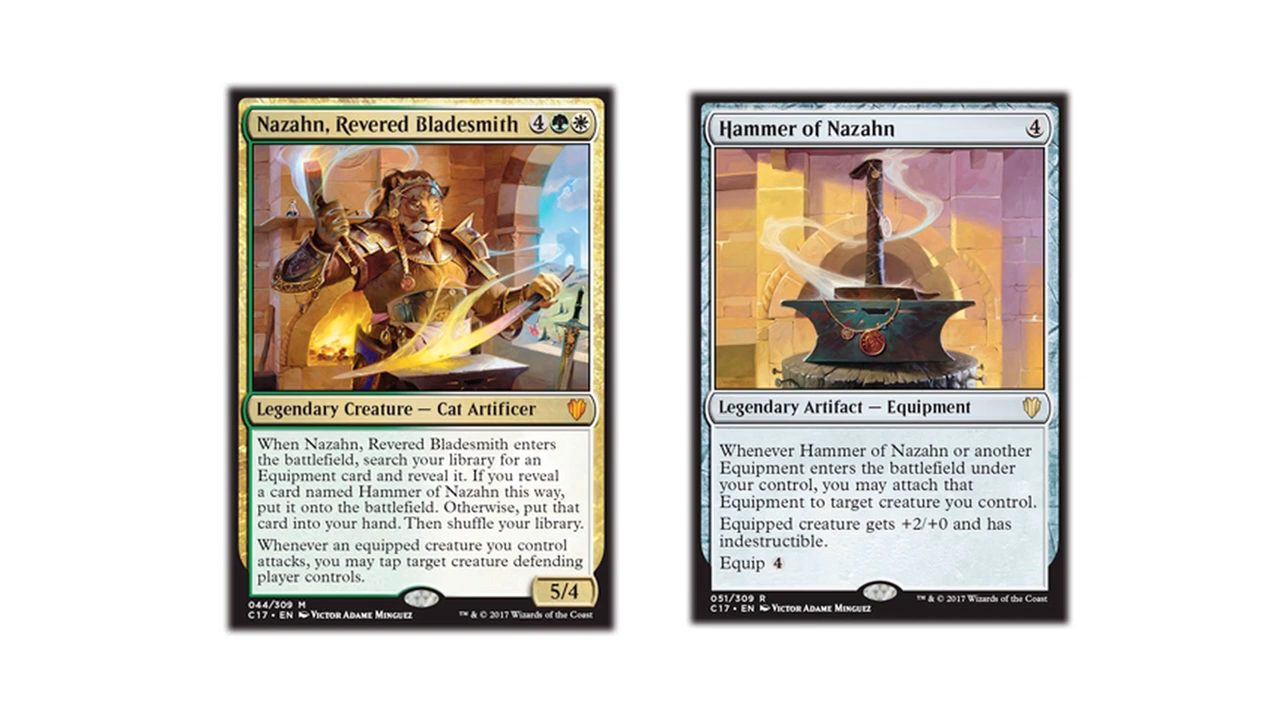 Nazahn, Revered Bladesmith 4
Legendary Creature — Cat Artificer
When Nazahn, Revered Bladesmith enters
the battlefield, search your library for an
Equipment card and reveal it. If you reveal
a card named Hammer of Nazahn this way,
put it onto the battlefield. Otherwise, put that
card into your hand. Then shuffle your library.
Whenever an equipped creature you control
attacks, you may tap target creature defending
player controls.
5/4
044/309 M
C17 • EN Victor Adame Minguez
™ & © 2017 Wizards of the Coast
Hammer of Nazahn 4
Legendary Artifact — Equipment
Whenever Hammer of Nazahn or another
Equipment enters the battlefield under
your control, you may attach that
Equipment to target creature you control.
Equipped creature gets +2/+0 and has
indestructible.
Equip 4
051/309 R
C17 • EN Victor Adame Minguez
™ & © 2017 Wizards of the Coast